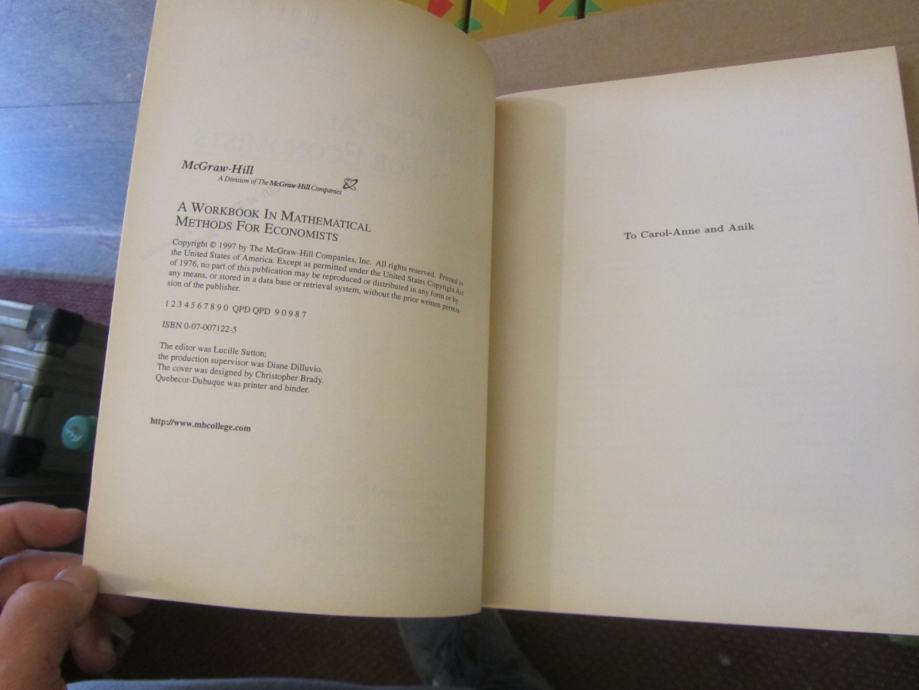 McGraw-Hill
A Division of The McGraw-Hill Companies
A WORKBOOK IN MATHEMATICAL
METHODS FOR ECONOMISTS
Copyright © 1997 by The McGraw-Hill Companies, Inc. All rights reserved. Printed in
the United States of America. Except as permitted under the United States Copyright Act
of 1976, no part of this publication may be reproduced or distributed in any form or by
any means, or stored in a data base or retrieval system, without the prior written permis-
sion of the publisher.
1 2 3 4 5 6 7 8 9 0 QPD QPD 9 0 9 8 7
ISBN 0-07-007122-5
The editor was Lucille Sutton;
the production supervisor was Diane Dilluvio.
The cover was designed by Christopher Brady.
Quebecor-Dubuque was printer and binder.
http://www.mhcollege.com
To Carol-Anne and Anik